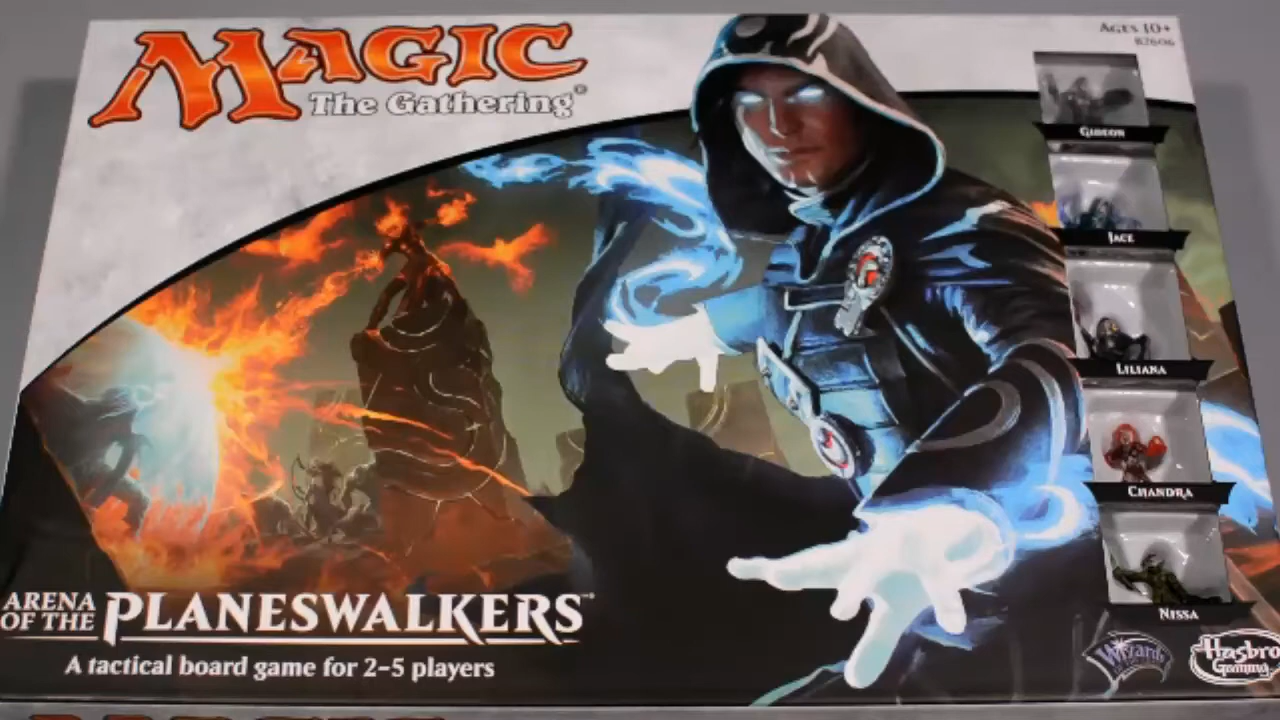 MAGIC
The Gathering®
AGES 10+
B2606
GIDEON
JACE
LILIANA
CHANDRA
NISSA
ARENA
OF THE
PLANESWALKERS™
A tactical board game for 2-5 players
Wizards
Hasbro
Gaming